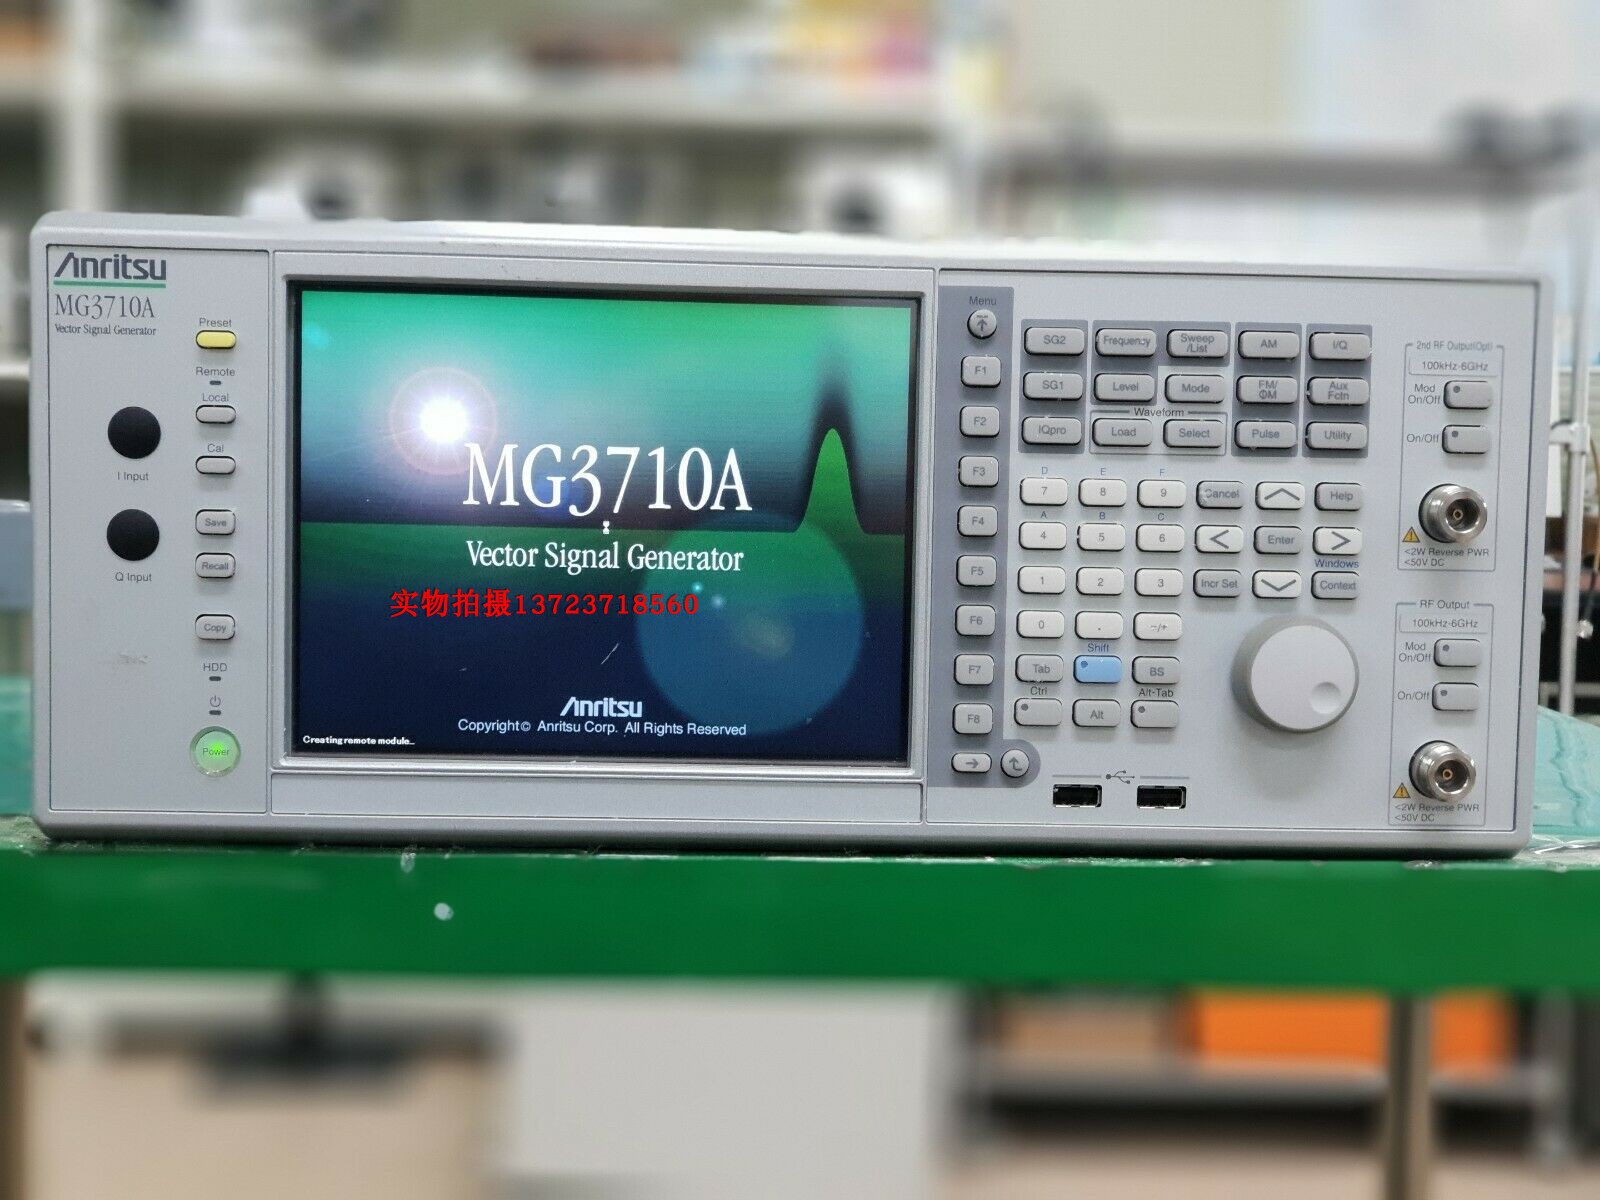 Anritsu
MG3710A
Vector Signal Generator
Preset
Remote
Local
Cal
I Input
Save
Q Input
Recall
Copy
HDD
Power
MG3710A
Vector Signal Generator
实物拍摄13723718560
Anritsu
Copyright© Anritsu Corp. All Rights Reserved
Creating remote module...
Menu
F1
F2
F3
F4
F5
F6
F7
F8
SG2 Frequency Sweep/List AM I/Q
SG1 Level Mode FM/ΦM Aux Fctn
Waveform
IQpro Load Select Pulse Utility
D E F
7 8 9 Cancel Help
A B C
4 5 6 Enter
Windows
1 2 3 Incr Set Context
0 . -/+
Shift
Tab BS
Ctrl Alt-Tab
Alt
2nd RF Output(Opt)
100kHz-6GHz
Mod
On/Off
On/Off
<2W Reverse PWR
<50V DC
RF Output
100kHz-6GHz
Mod
On/Off
On/Off
<2W Reverse PWR
<50V DC